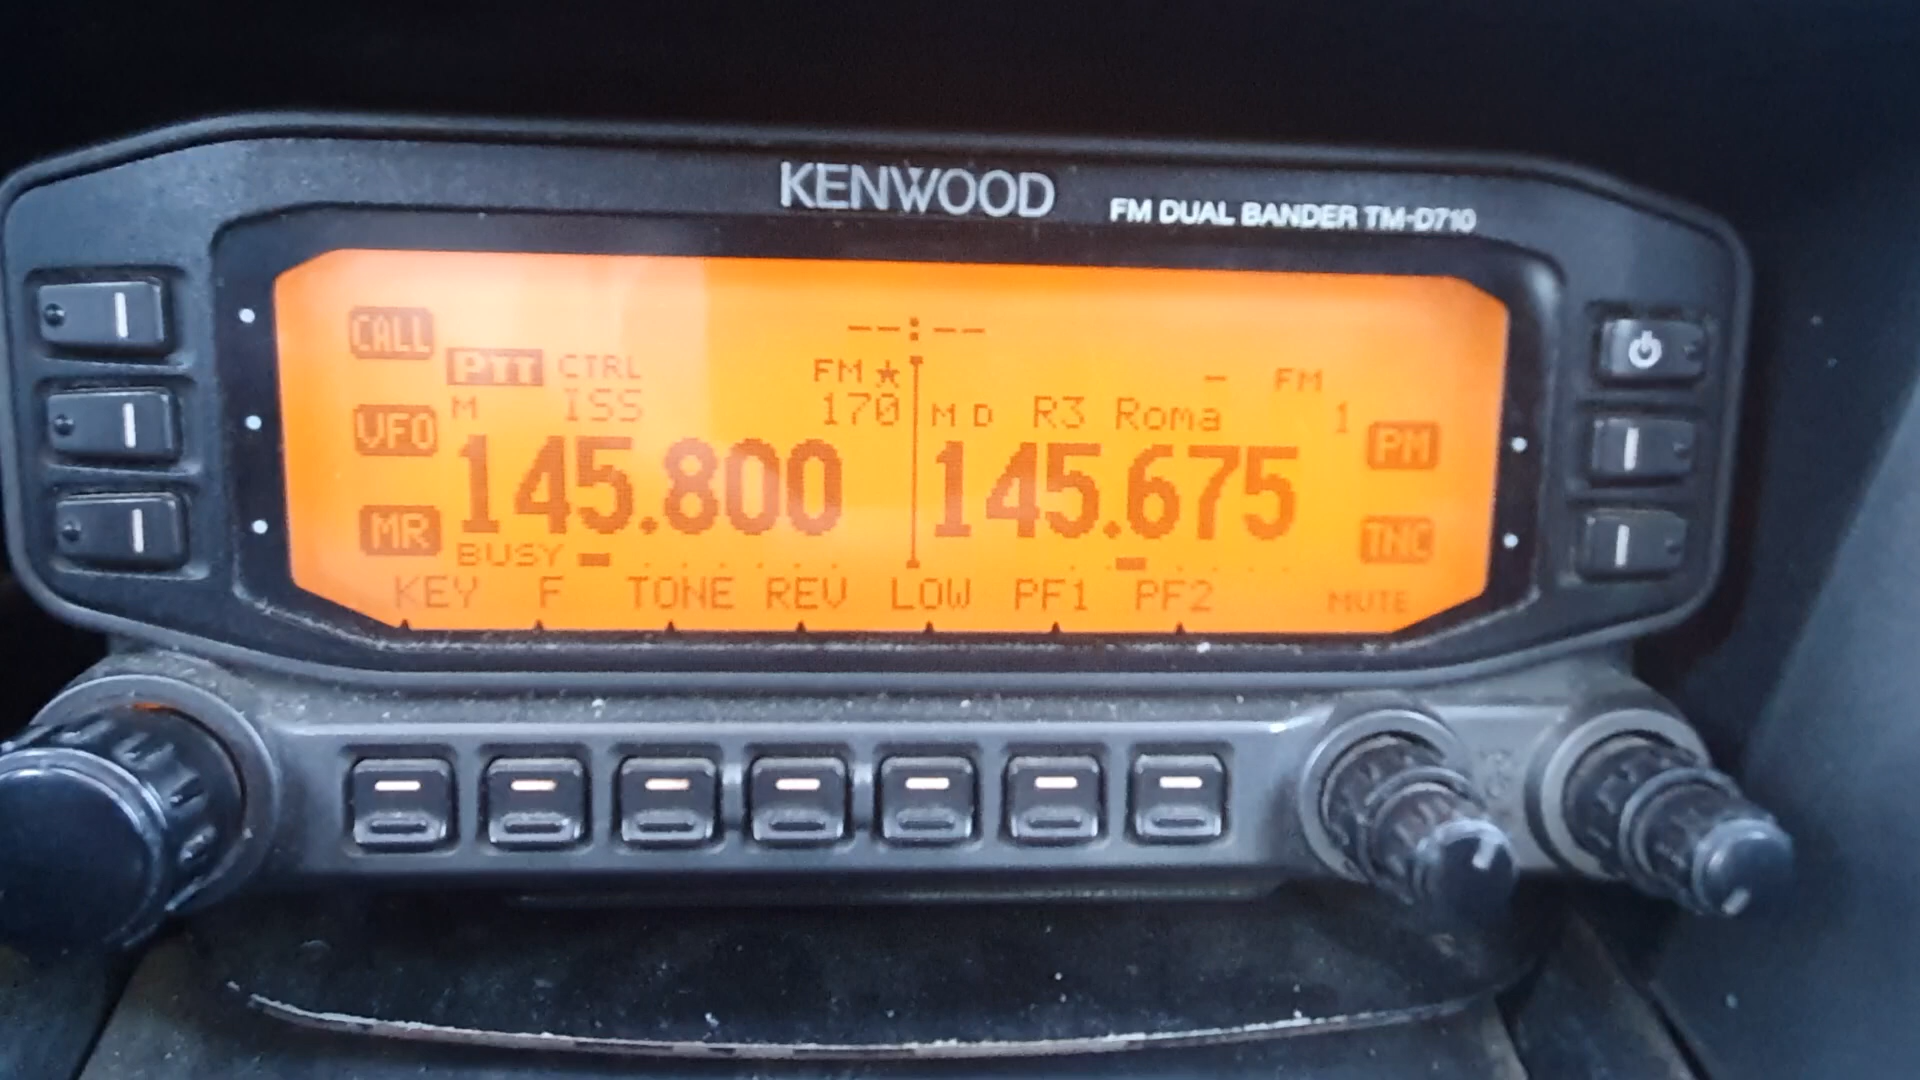 KENWOOD
FM DUAL BANDER TM-D710
--:--
CALL
PTT CTRL FM★ - FM
M ISS 170 M D R3 Roma 1
VFO PM
145.800 145.675
MR TNC
BUSY
KEY F TONE REV LOW PF1 PF2 MUTE